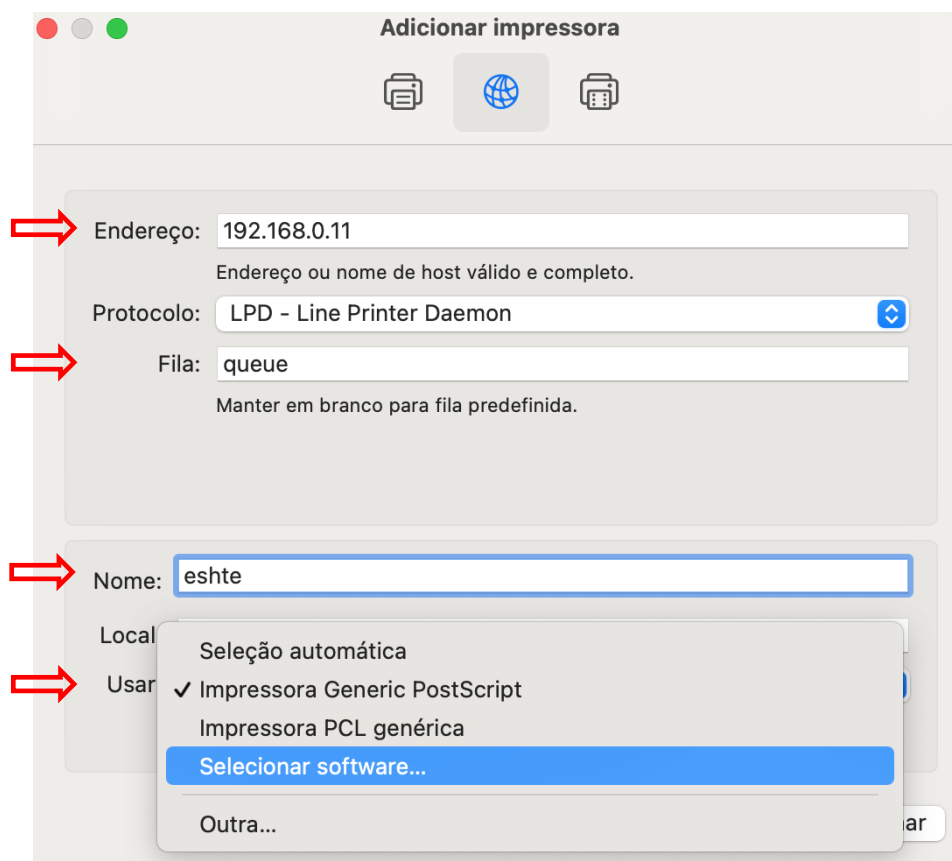 Adicionar impressora
Endereço: 192.168.0.11
Endereço ou nome de host válido e completo.
Protocolo: LPD - Line Printer Daemon
Fila: queue
Manter em branco para fila predefinida.
Nome: eshte
Local
Seleção automática
Usar ✓ Impressora Generic PostScript
Impressora PCL genérica
Selecionar software...
Outra...
ar